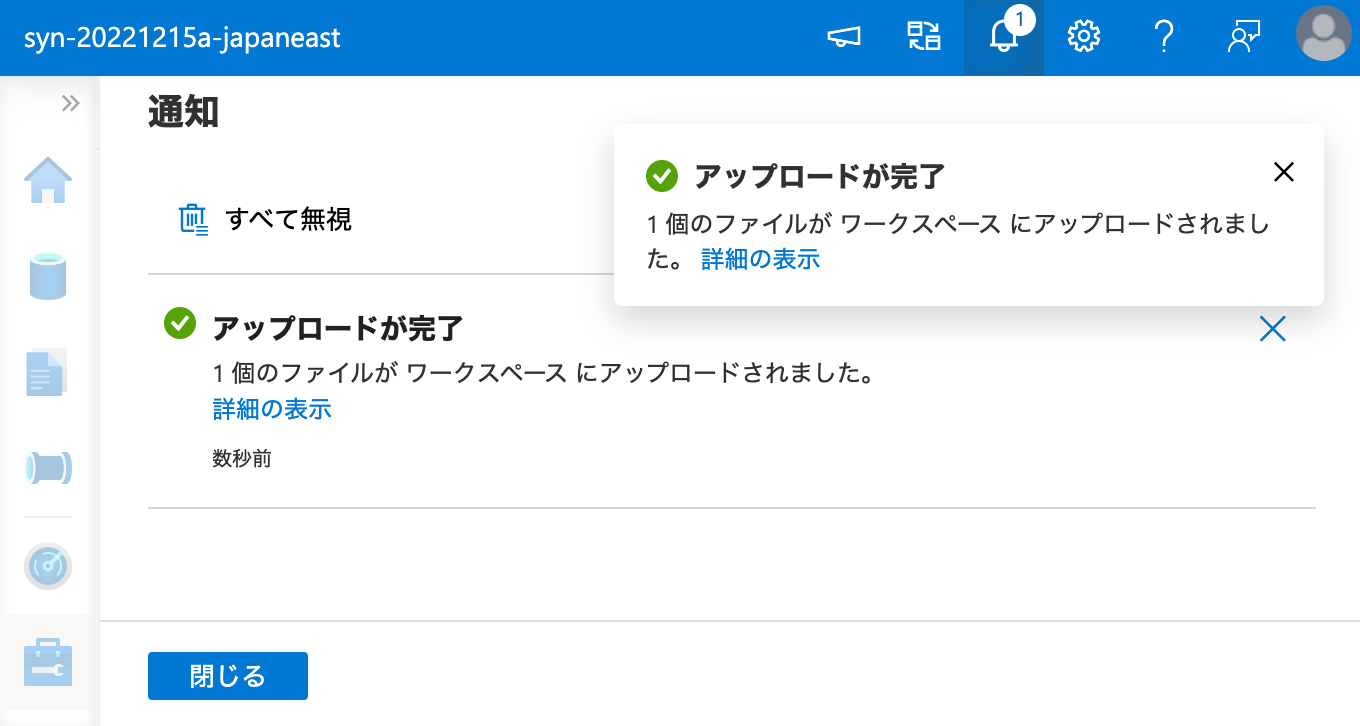 syn-20221215a-japaneast
1
通知
アップロードが完了
1 個のファイルが ワークスペース にアップロードされまし
た。 詳細の表示
すべて無視
アップロードが完了
1 個のファイルが ワークスペース にアップロードされました。
詳細の表示
数秒前
閉じる